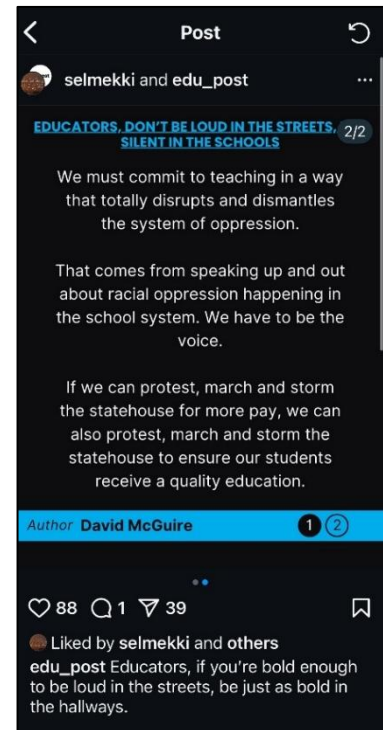 Post
selmekki and edu_post
EDUCATORS, DON'T BE LOUD IN THE STREETS,
SILENT IN THE SCHOOLS
2/2
We must commit to teaching in a way
that totally disrupts and dismantles
the system of oppression.
That comes from speaking up and out
about racial oppression happening in
the school system. We have to be the
voice.
If we can protest, march and storm
the statehouse for more pay, we can
also protest, march and storm the
statehouse to ensure our students
receive a quality education.
Author David McGuire 1 2
88 1 39
Liked by selmekki and others
edu_post Educators, if you're bold enough
to be loud in the streets, be just as bold in
the hallways.